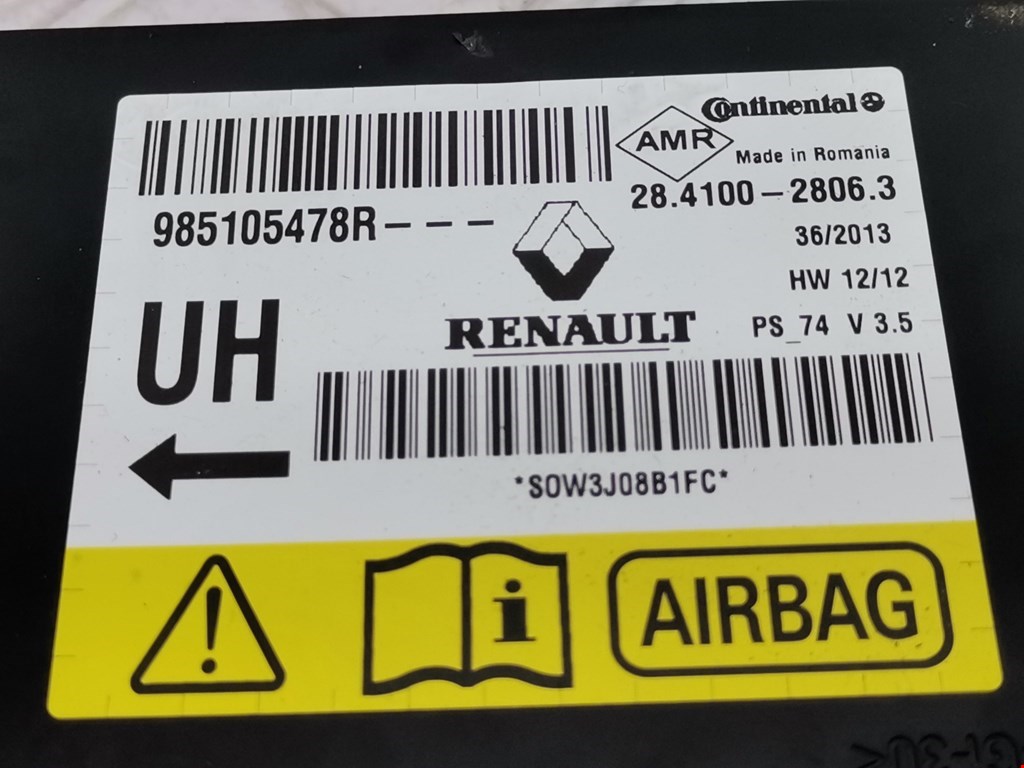 Continental
AMR
Made in Romania
985105478R---
28.4100-2806.3
36/2013
HW 12/12
UH
RENAULT
PS_74 V 3.5
*S0W3J08B1FC*
i
AIRBAG